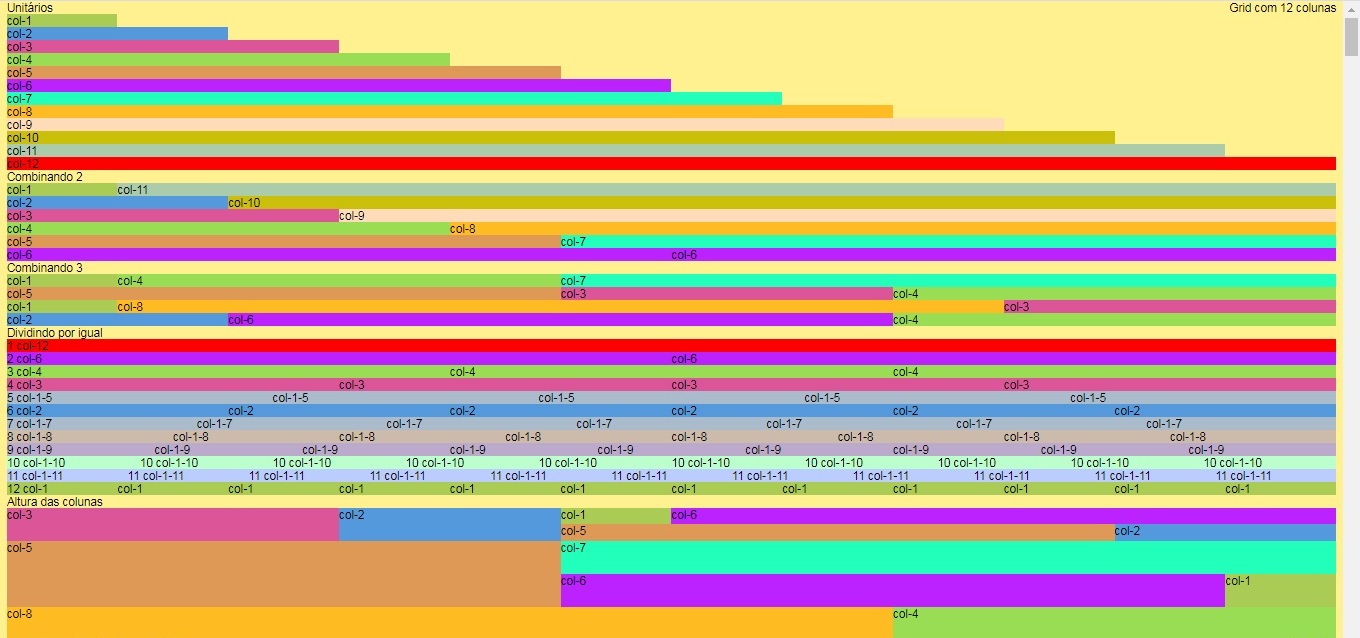 Unitários Grid com 12 colunas
col-1
col-2
col-3
col-4
col-5
col-6
col-7
col-8
col-9
col-10
col-11
col-12
Combinando 2
col-1 col-11
col-2 col-10
col-3 col-9
col-4 col-8
col-5 col-7
col-6 col-6
Combinando 3
col-1 col-4 col-7
col-5 col-3 col-4
col-1 col-8 col-3
col-2 col-6 col-4
Dividindo por igual
1 col-12
2 col-6 col-6
3 col-4 col-4 col-4
4 col-3 col-3 col-3 col-3
5 col-1-5 col-1-5 col-1-5 col-1-5 col-1-5
6 col-2 col-2 col-2 col-2 col-2 col-2
7 col-1-7 col-1-7 col-1-7 col-1-7 col-1-7 col-1-7 col-1-7
8 col-1-8 col-1-8 col-1-8 col-1-8 col-1-8 col-1-8 col-1-8 col-1-8
9 col-1-9 col-1-9 col-1-9 col-1-9 col-1-9 col-1-9 col-1-9 col-1-9 col-1-9
10 col-1-10 10 col-1-10 10 col-1-10 10 col-1-10 10 col-1-10 10 col-1-10 10 col-1-10 10 col-1-10 10 col-1-10 10 col-1-10
11 col-1-11 11 col-1-11 11 col-1-11 11 col-1-11 11 col-1-11 11 col-1-11 11 col-1-11 11 col-1-11 11 col-1-11 11 col-1-11 11 col-1-11
12 col-1 col-1 col-1 col-1 col-1 col-1 col-1 col-1 col-1 col-1 col-1 col-1
Altura das colunas
col-3 col-2 col-1 col-6
col-5 col-2
col-5 col-7
col-6 col-1
col-8 col-4